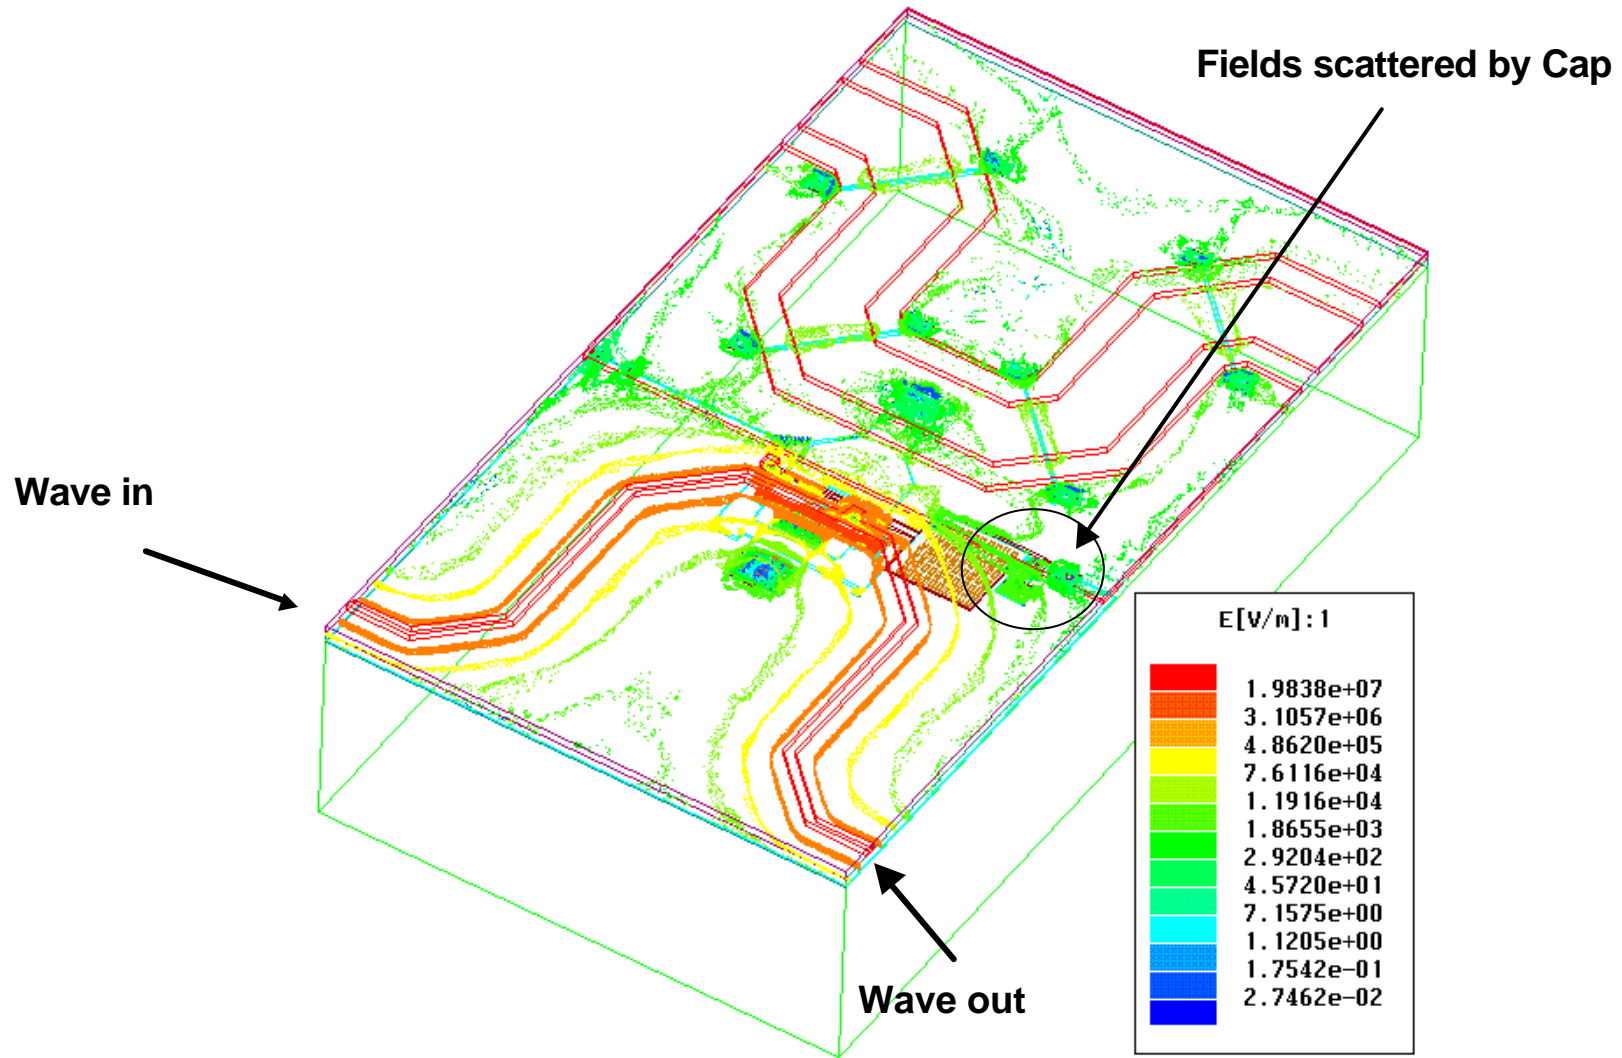 Fields scattered by Cap
Wave in
E[V/m]:1
1.9838e+07
3.1057e+06
4.8620e+05
7.6116e+04
1.1916e+04
1.8655e+03
2.9204e+02
4.5720e+01
7.1575e+00
1.1205e+00
1.7542e-01
2.7462e-02
Wave out